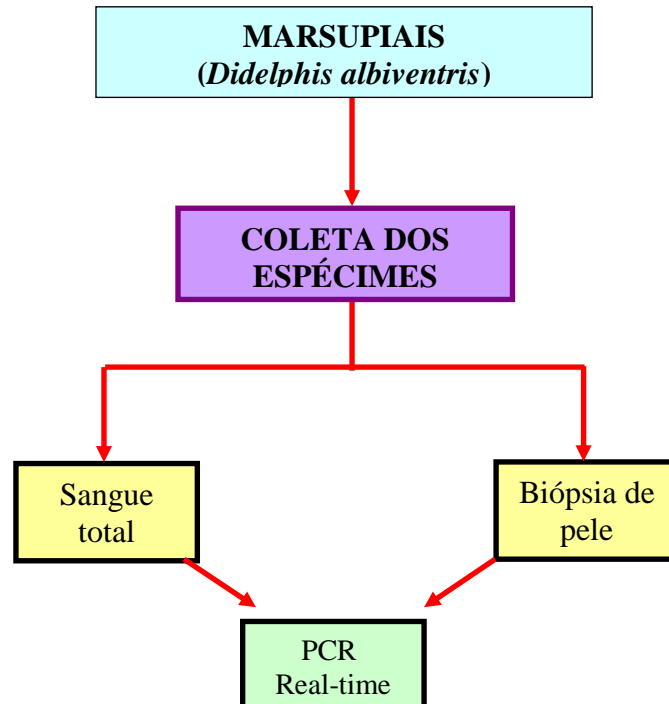 MARSUPIAIS
(Didelphis albiventris)
COLETA DOS
ESPÉCIMES
Sangue
total
Biópsia de
pele
PCR
Real-time